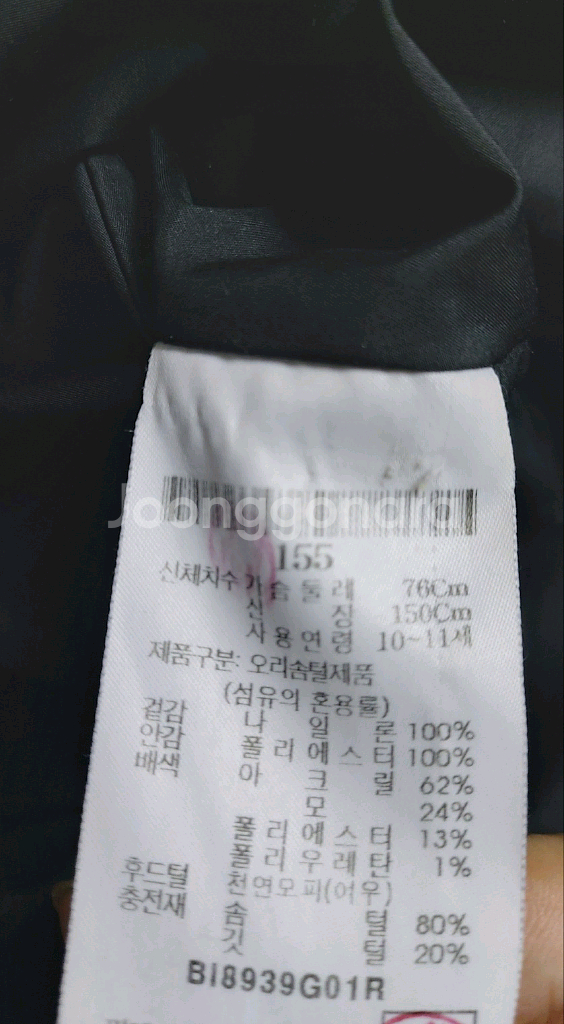 Joonggonara
155
신체치수 가슴둘레 76Cm
신장 150Cm
사용연령 10~11세
제품구분: 오리솜털제품
(섬유의 혼용률)
겉감 나일론 100%
안감 폴리에스터 100%
배색 아크릴 62%
모 24%
폴리에스터 13%
폴리우레탄 1%
후드털 천연모피(여우)
충전재 솜털 80%
깃털 20%
BI8939G01R